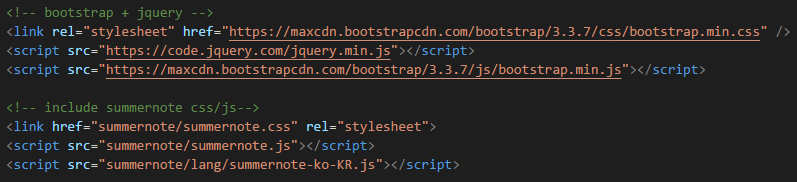 <!-- bootstrap + jquery -->
<link rel="stylesheet" href="https://maxcdn.bootstrapcdn.com/bootstrap/3.3.7/css/bootstrap.min.css" />
<script src="https://code.jquery.com/jquery.min.js"></script>
<script src="https://maxcdn.bootstrapcdn.com/bootstrap/3.3.7/js/bootstrap.min.js"></script>
<!-- include summernote css/js-->
<link href="summernote/summernote.css" rel="stylesheet">
<script src="summernote/summernote.js"></script>
<script src="summernote/lang/summernote-ko-KR.js"></script>